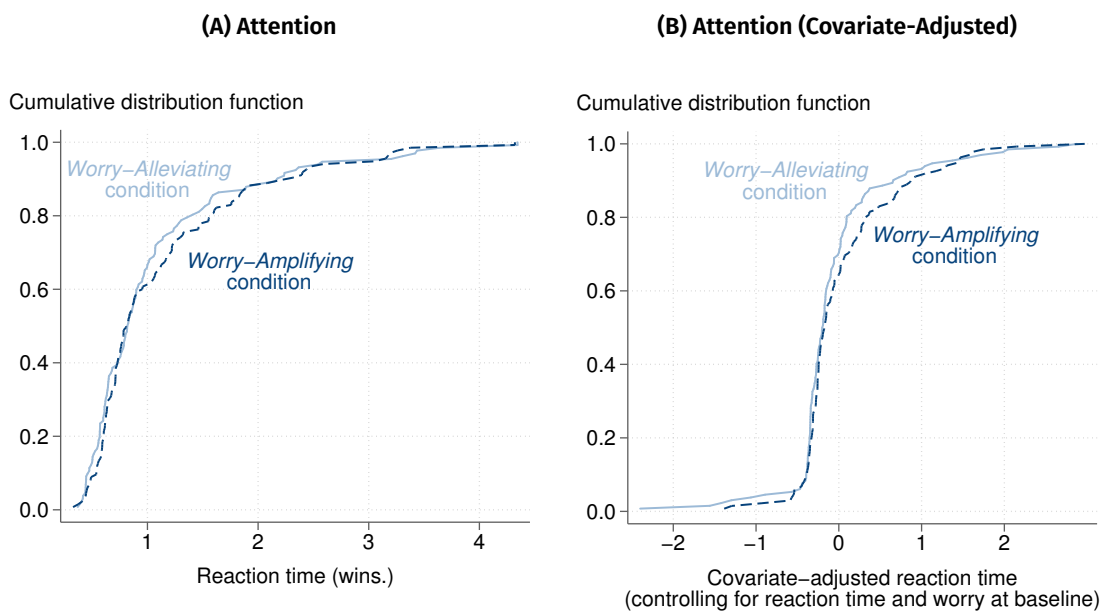 (A) Attention
Cumulative distribution function
1.0
0.8
0.6
0.4
0.2
0.0
Worry−Alleviating
condition
Worry−Amplifying
condition
1 2 3 4
Reaction time (wins.)
(B) Attention (Covariate-Adjusted)
Cumulative distribution function
1.0
0.8
0.6
0.4
0.2
0.0
Worry−Alleviating
condition
Worry−Amplifying
condition
−2 −1 0 1 2
Covariate−adjusted reaction time
(controlling for reaction time and worry at baseline)